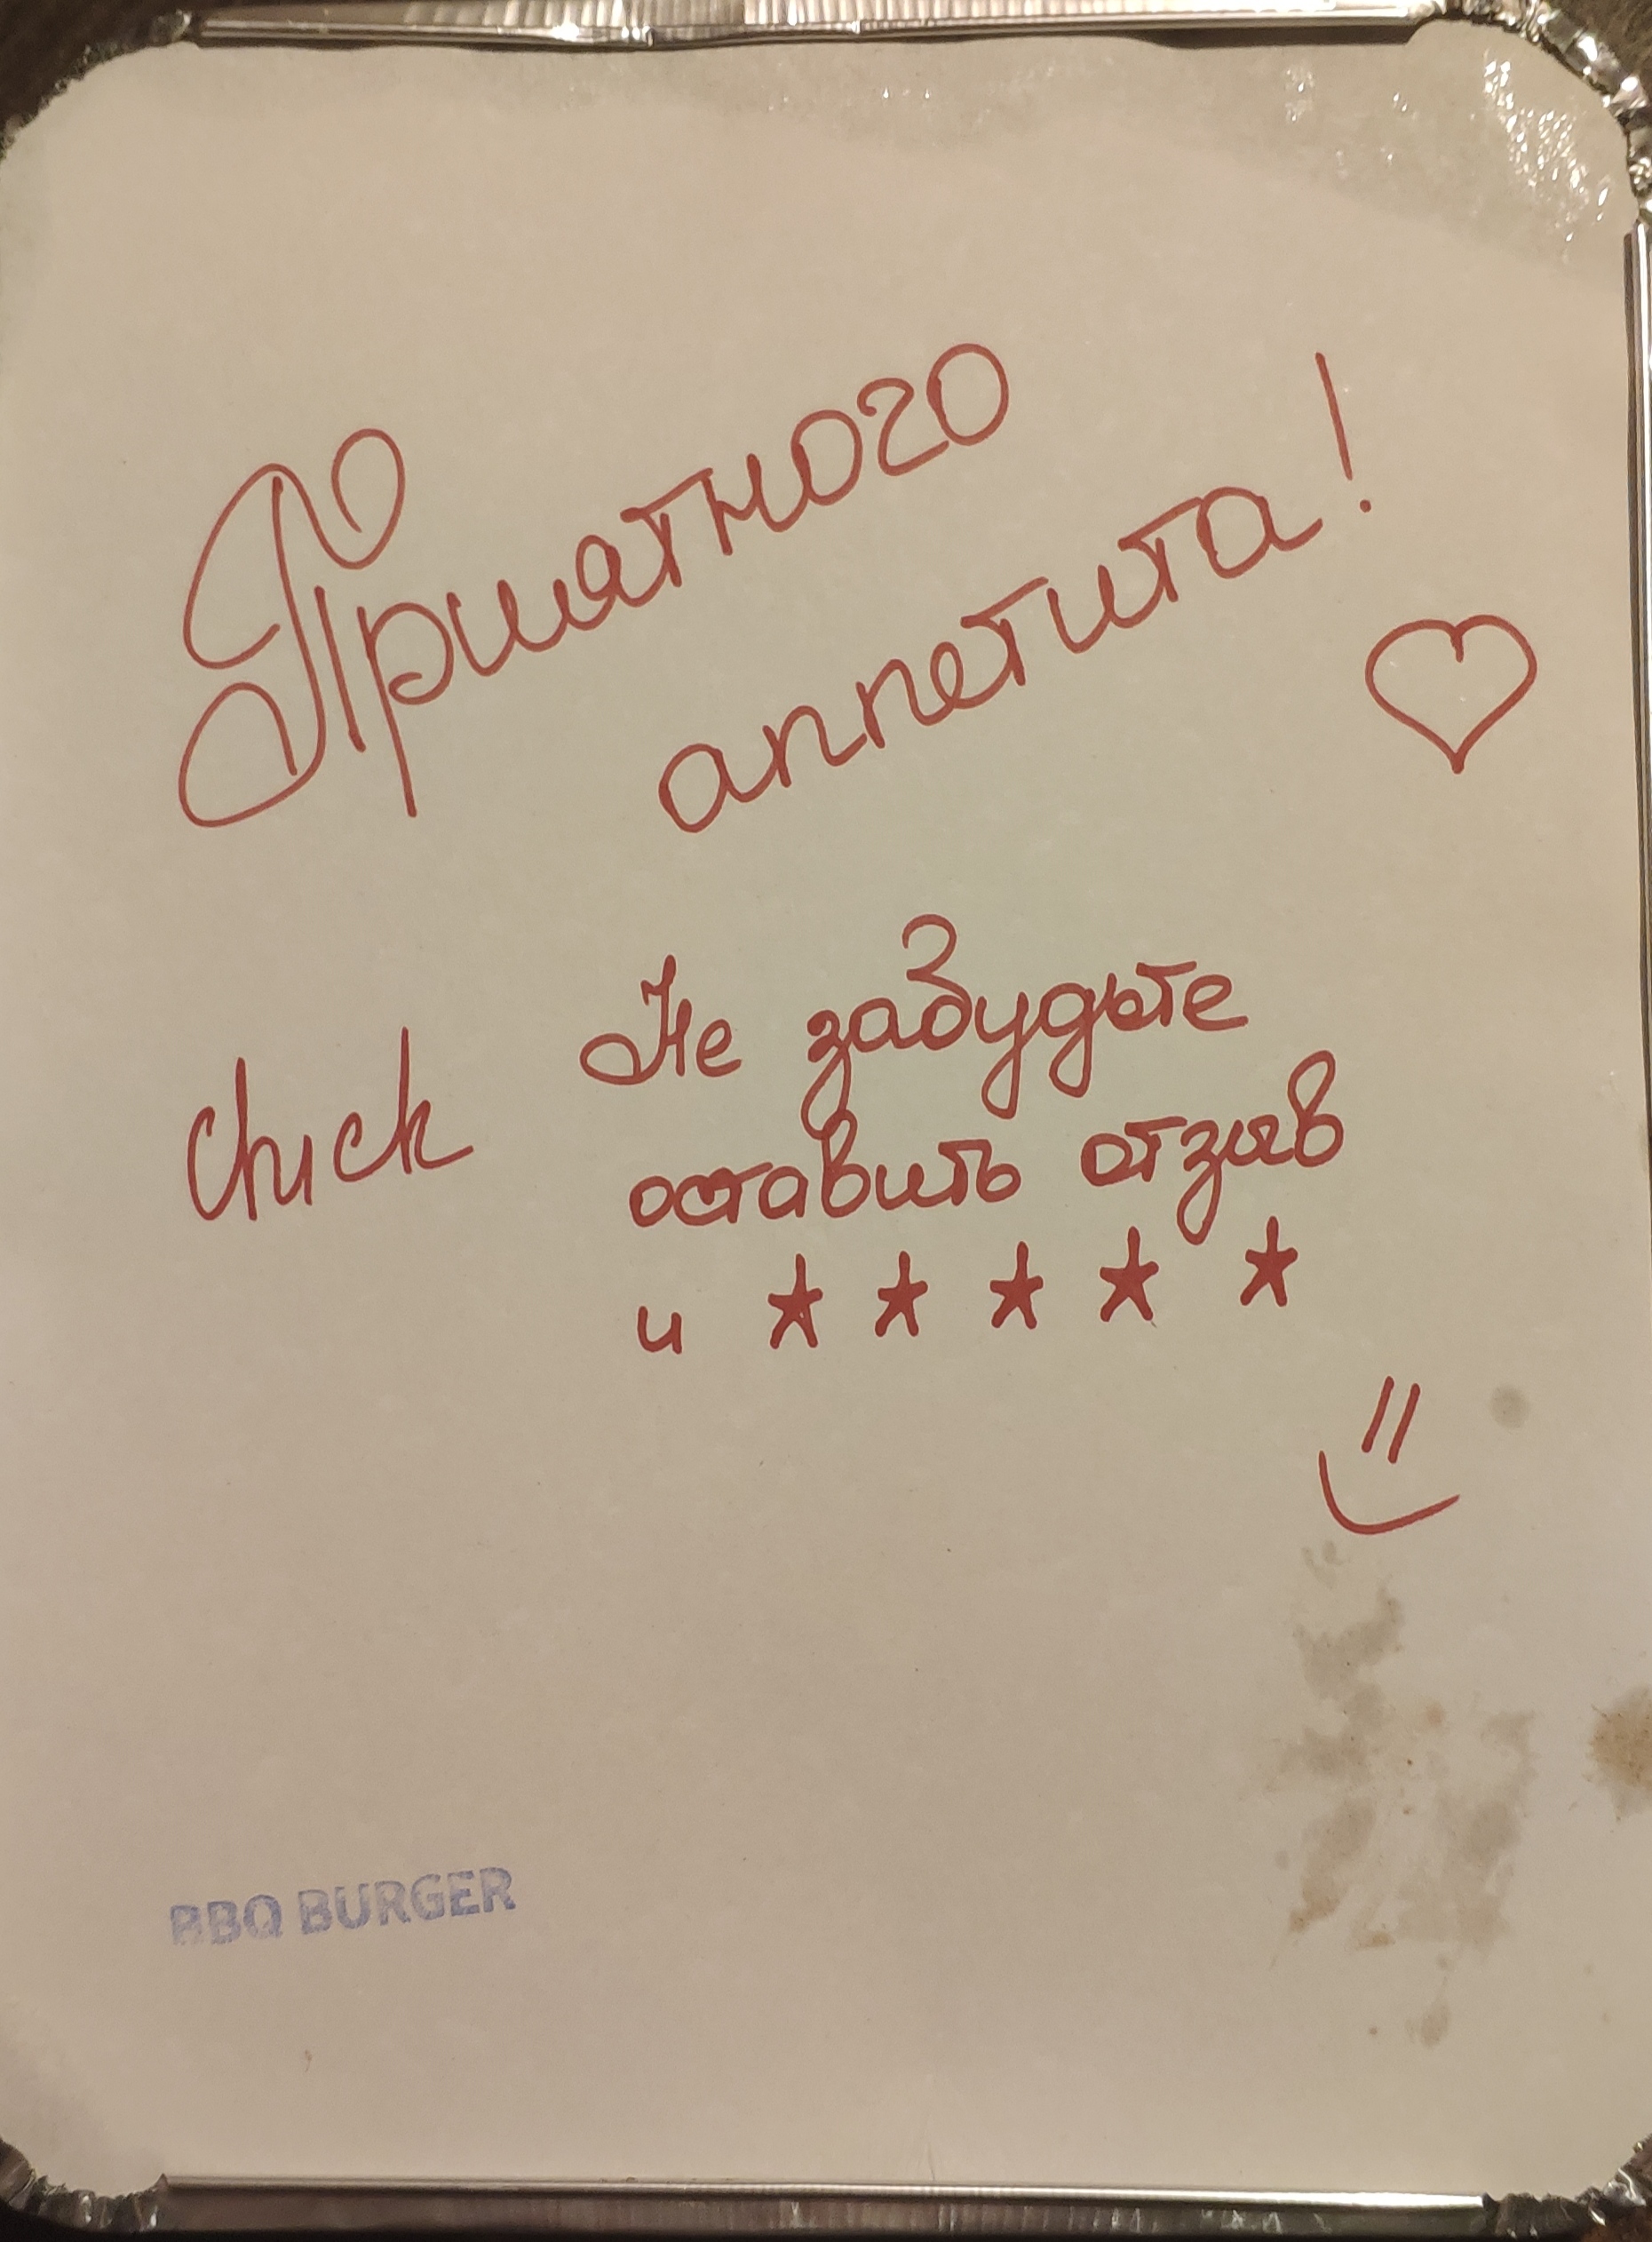 Приятного
аппетита!
chick
Не забудьте
оставить отзыв
и ★ ★ ★ ★ ★
BBQ BURGER